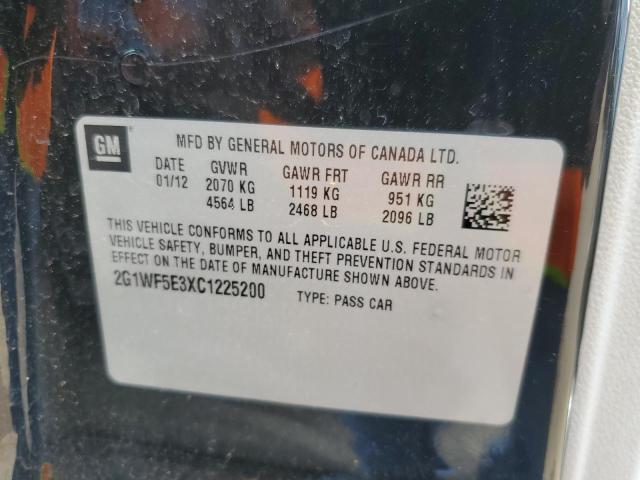 GM
MFD BY GENERAL MOTORS OF CANADA LTD.
DATE GVWR GAWR FRT GAWR RR
01/12 2070 KG 1119 KG 951 KG
4564 LB 2468 LB 2096 LB
THIS VEHICLE CONFORMS TO ALL APPLICABLE U.S. FEDERAL MOTOR
VEHICLE SAFETY, BUMPER, AND THEFT PREVENTION STANDARDS IN
EFFECT ON THE DATE OF MANUFACTURE SHOWN ABOVE.
2G1WF5E3XC1225200 TYPE: PASS CAR